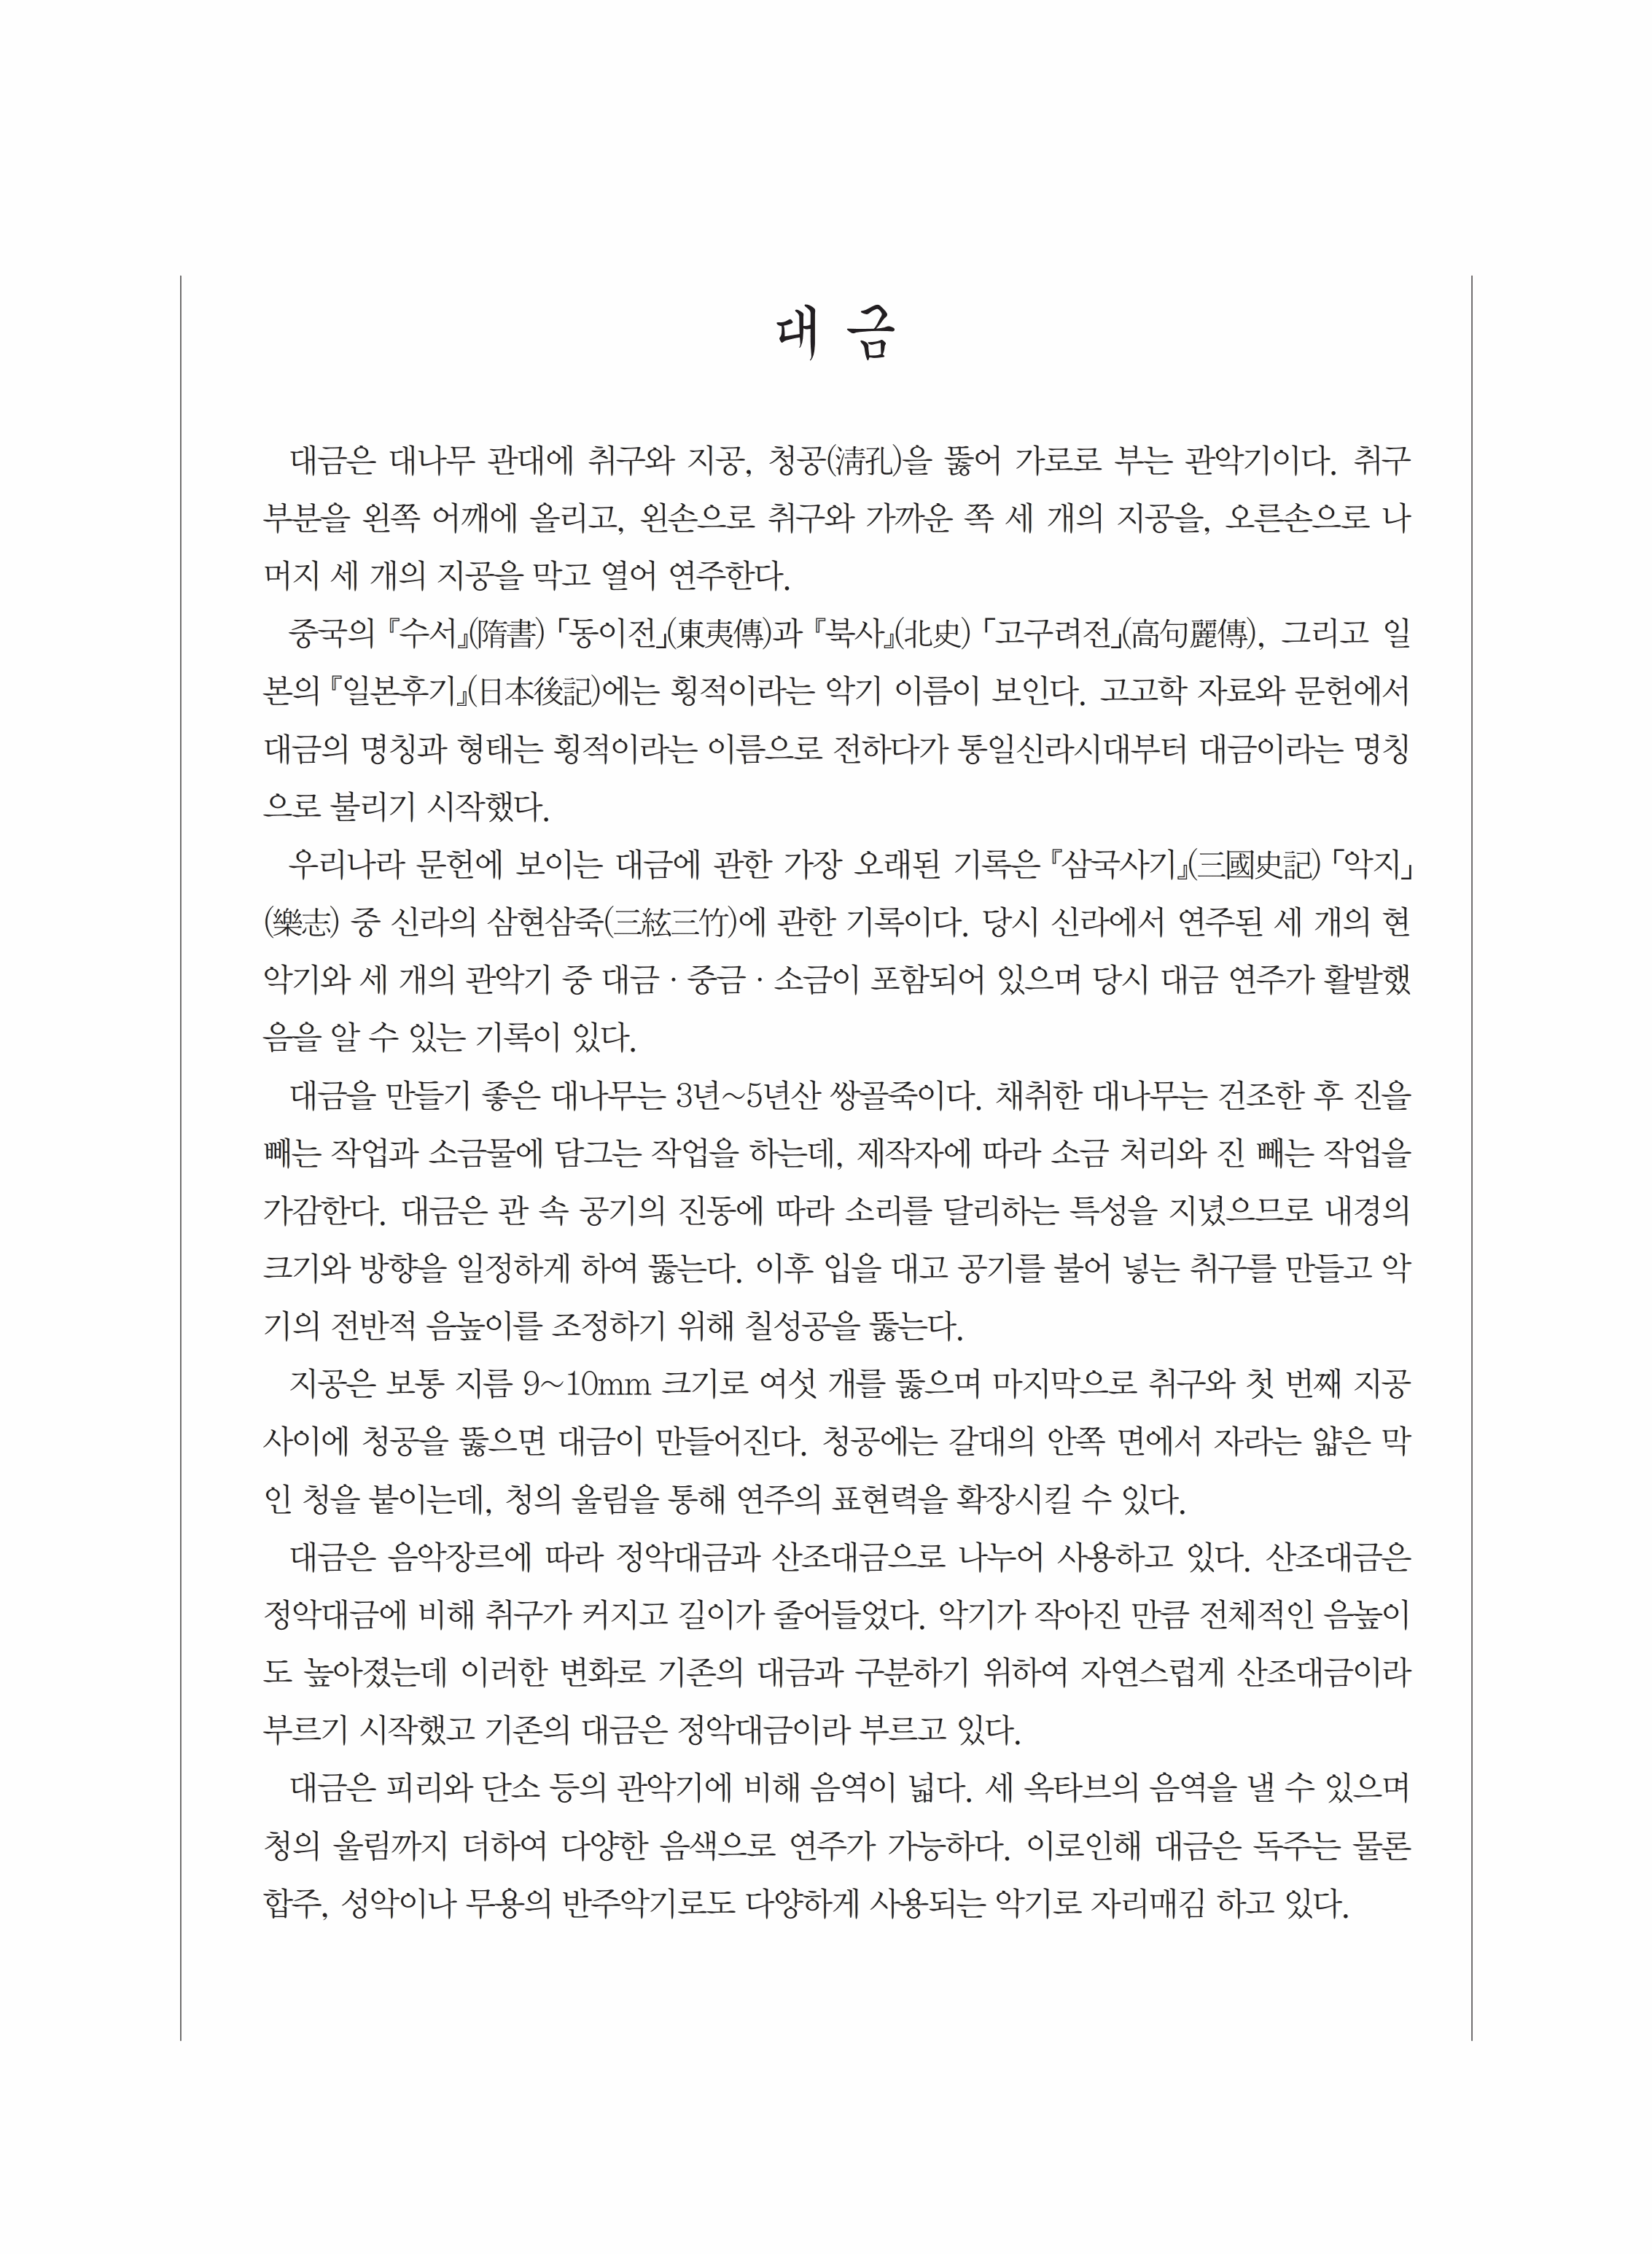 대 금
대금은 대나무 관대에 취구와 지공, 청공(淸孔)을 뚫어 가로로 부는 관악기이다. 취구
부분을 왼쪽 어깨에 올리고, 왼손으로 취구와 가까운 쪽 세 개의 지공을, 오른손으로 나
머지 세 개의 지공을 막고 열어 연주한다.
중국의 『수서』(隋書) 「동이전」(東夷傳)과 『북사』(北史) 「고구려전」(高句麗傳), 그리고 일
본의 『일본후기』(日本後記)에는 횡적이라는 악기 이름이 보인다. 고고학 자료와 문헌에서
대금의 명칭과 형태는 횡적이라는 이름으로 전하다가 통일신라시대부터 대금이라는 명칭
으로 불리기 시작했다.
우리나라 문헌에 보이는 대금에 관한 가장 오래된 기록은 『삼국사기』(三國史記) 「악지」
(樂志) 중 신라의 삼현삼죽(三絃三竹)에 관한 기록이다. 당시 신라에서 연주된 세 개의 현
악기와 세 개의 관악기 중 대금 · 중금 · 소금이 포함되어 있으며 당시 대금 연주가 활발했
음을 알 수 있는 기록이 있다.
대금을 만들기 좋은 대나무는 3년~5년산 쌍골죽이다. 채취한 대나무는 건조한 후 진을
빼는 작업과 소금물에 담그는 작업을 하는데, 제작자에 따라 소금 처리와 진 빼는 작업을
가감한다. 대금은 관 속 공기의 진동에 따라 소리를 달리하는 특성을 지녔으므로 내경의
크기와 방향을 일정하게 하여 뚫는다. 이후 입을 대고 공기를 불어 넣는 취구를 만들고 악
기의 전반적 음높이를 조정하기 위해 칠성공을 뚫는다.
지공은 보통 지름 9~10mm 크기로 여섯 개를 뚫으며 마지막으로 취구와 첫 번째 지공
사이에 청공을 뚫으면 대금이 만들어진다. 청공에는 갈대의 안쪽 면에서 자라는 얇은 막
인 청을 붙이는데, 청의 울림을 통해 연주의 표현력을 확장시킬 수 있다.
대금은 음악장르에 따라 정악대금과 산조대금으로 나누어 사용하고 있다. 산조대금은
정악대금에 비해 취구가 커지고 길이가 줄어들었다. 악기가 작아진 만큼 전체적인 음높이
도 높아졌는데 이러한 변화로 기존의 대금과 구분하기 위하여 자연스럽게 산조대금이라
부르기 시작했고 기존의 대금은 정악대금이라 부르고 있다.
대금은 피리와 단소 등의 관악기에 비해 음역이 넓다. 세 옥타브의 음역을 낼 수 있으며
청의 울림까지 더하여 다양한 음색으로 연주가 가능하다. 이로인해 대금은 독주는 물론
합주, 성악이나 무용의 반주악기로도 다양하게 사용되는 악기로 자리매김 하고 있다.